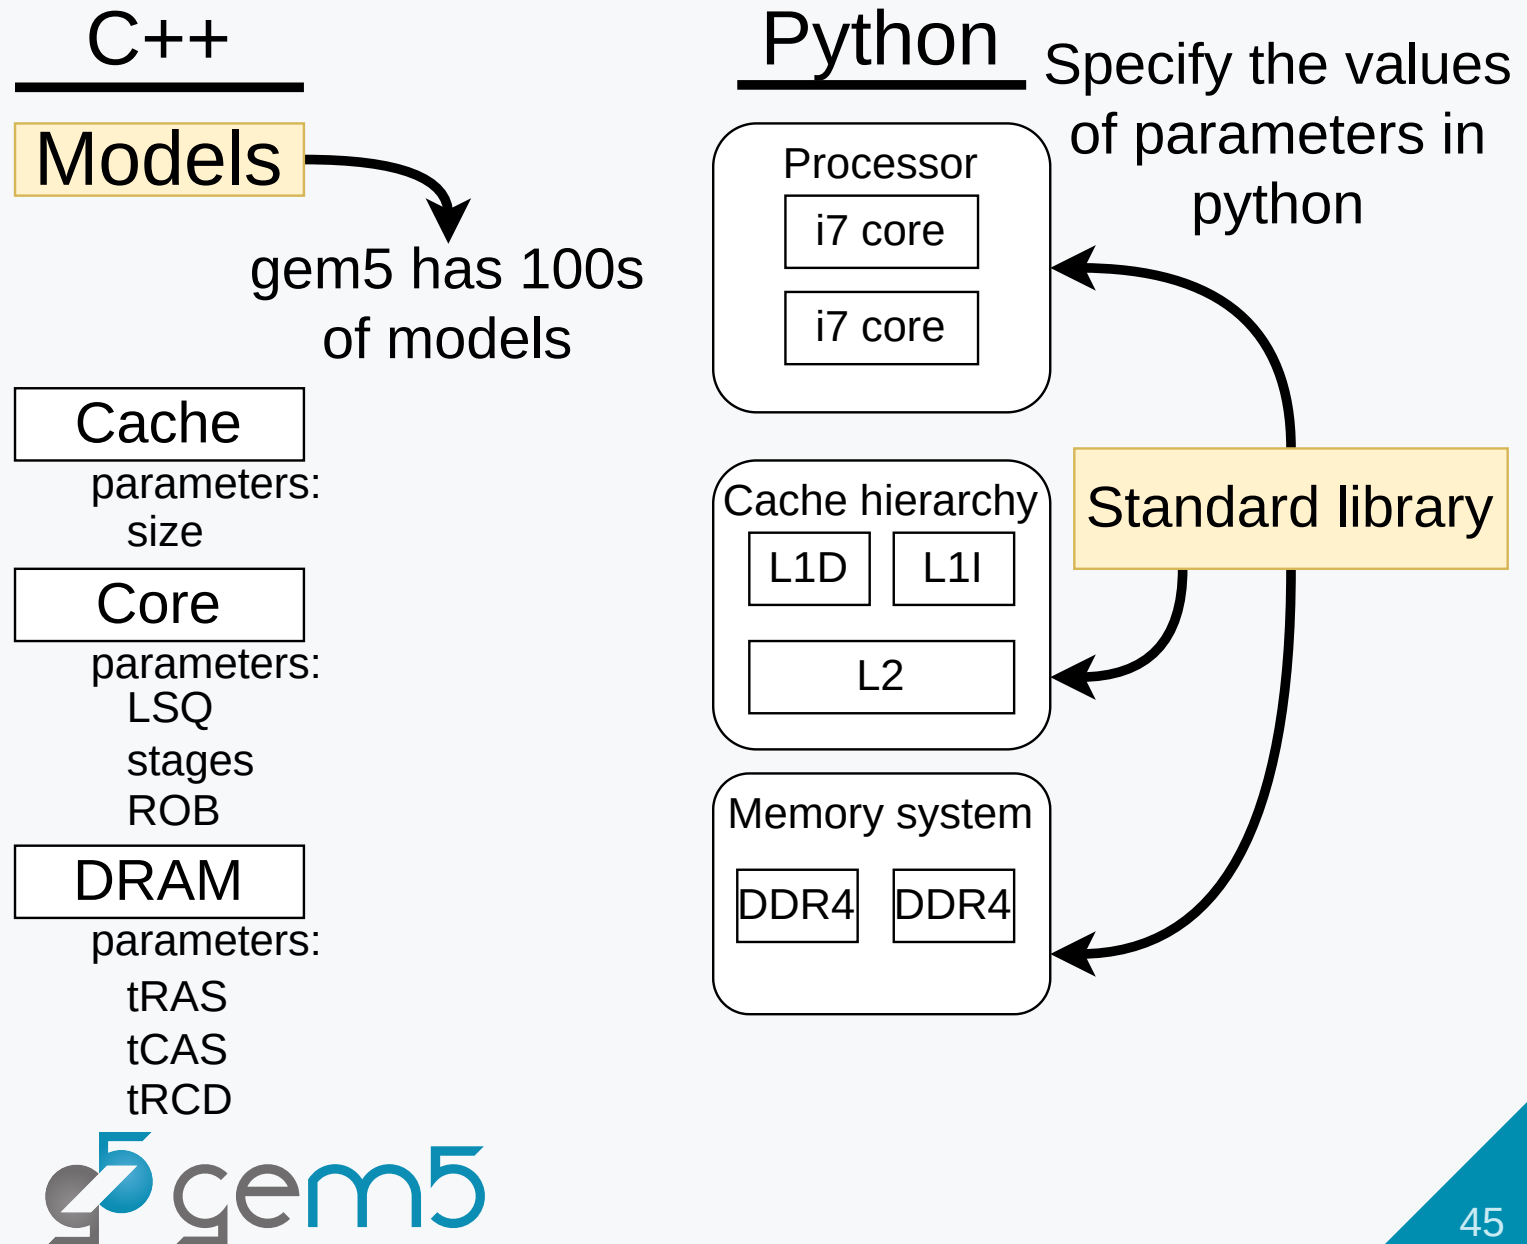 C++
Models
gem5 has 100s
of models
Cache
parameters:
size
Core
parameters:
LSQ
stages
ROB
DRAM
parameters:
tRAS
tCAS
tRCD
Python
Specify the values
of parameters in
python
Processor
i7 core
i7 core
Cache hierarchy
L1D
L1I
L2
Standard library
Memory system
DDR4
DDR4
gem5
45